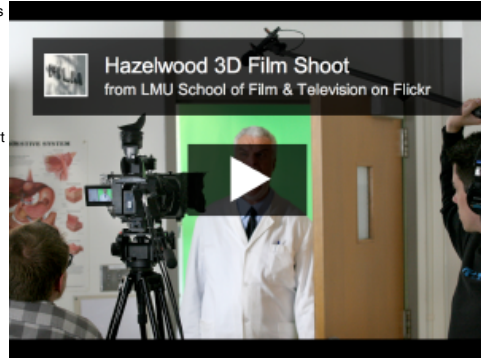 s
Hazelwood 3D Film Shoot
from LMU School of Film & Television on Flickr
t